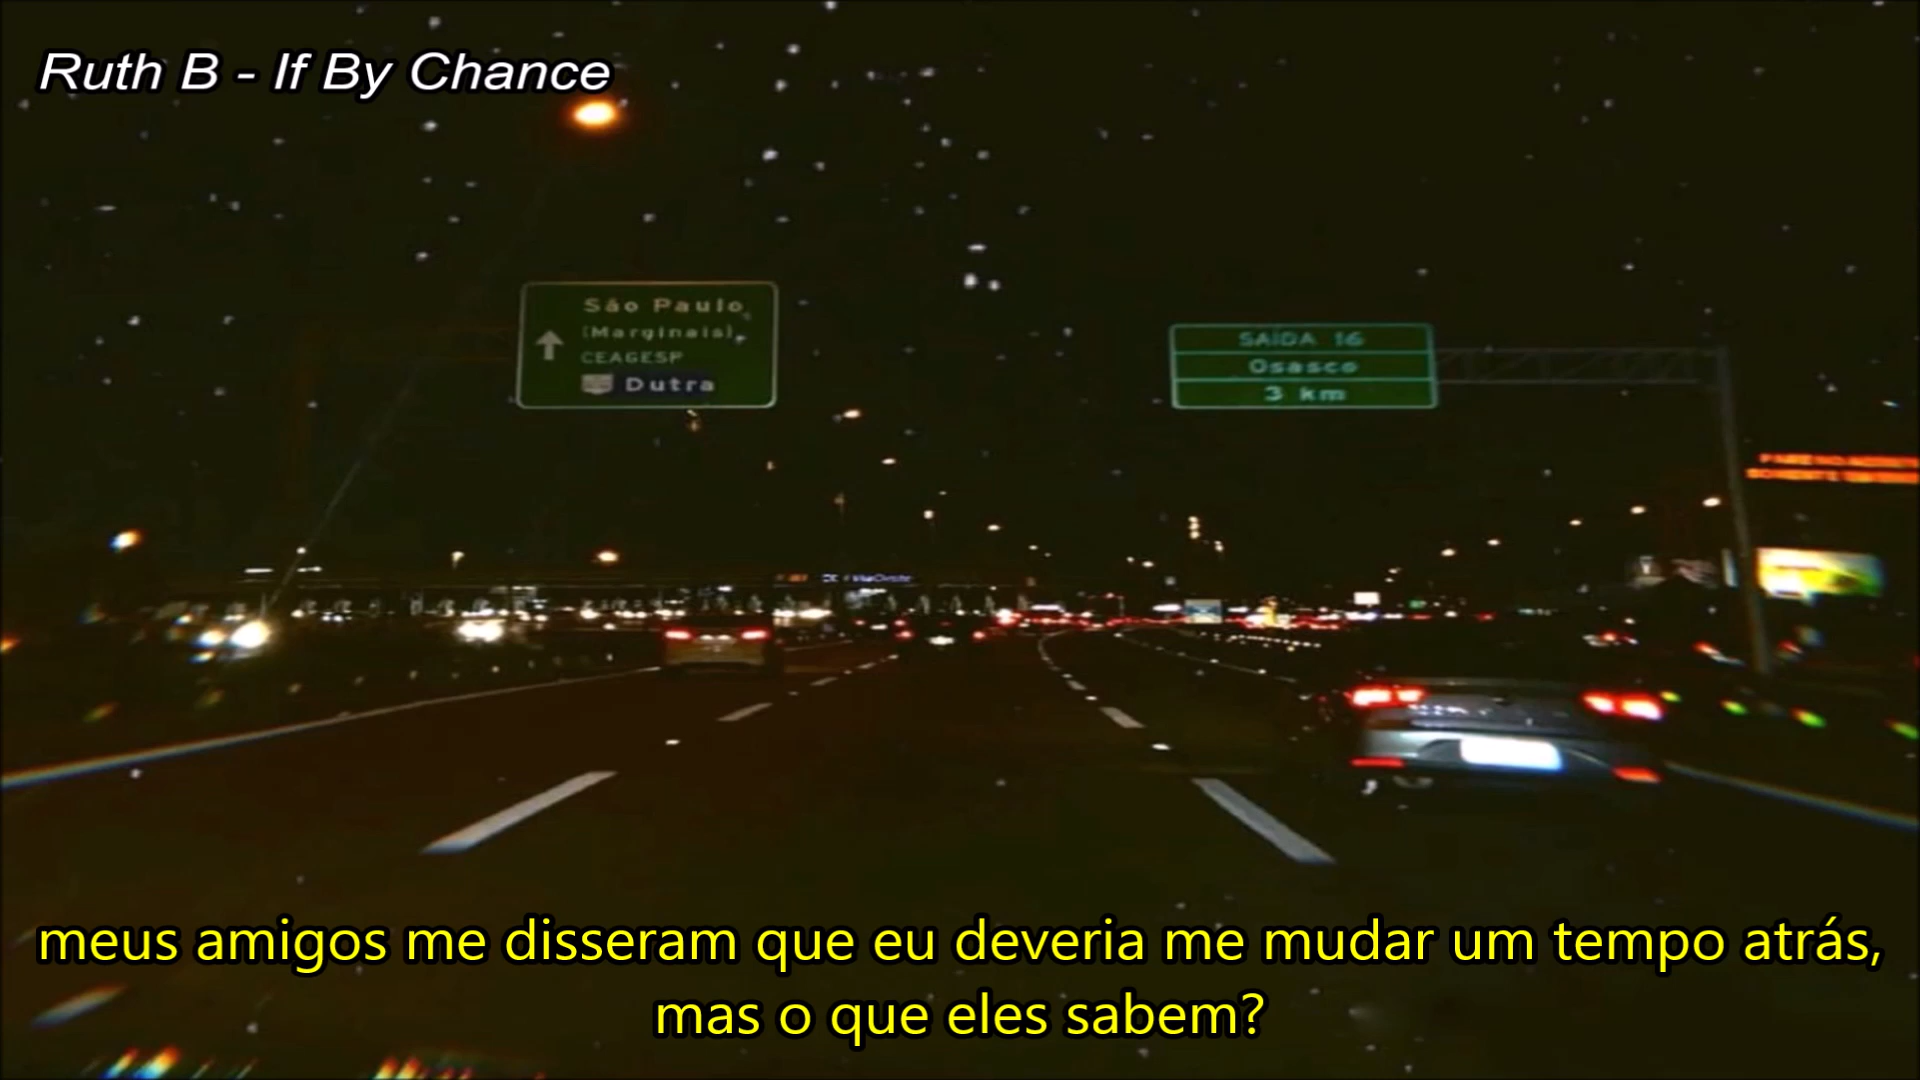 Ruth B - If By Chance
São Paulo
(Marginais)
CEAGESP
Dutra
SAÍDA 16
Osasco
3 km
meus amigos me disseram que eu deveria me mudar um tempo atrás,
mas o que eles sabem?